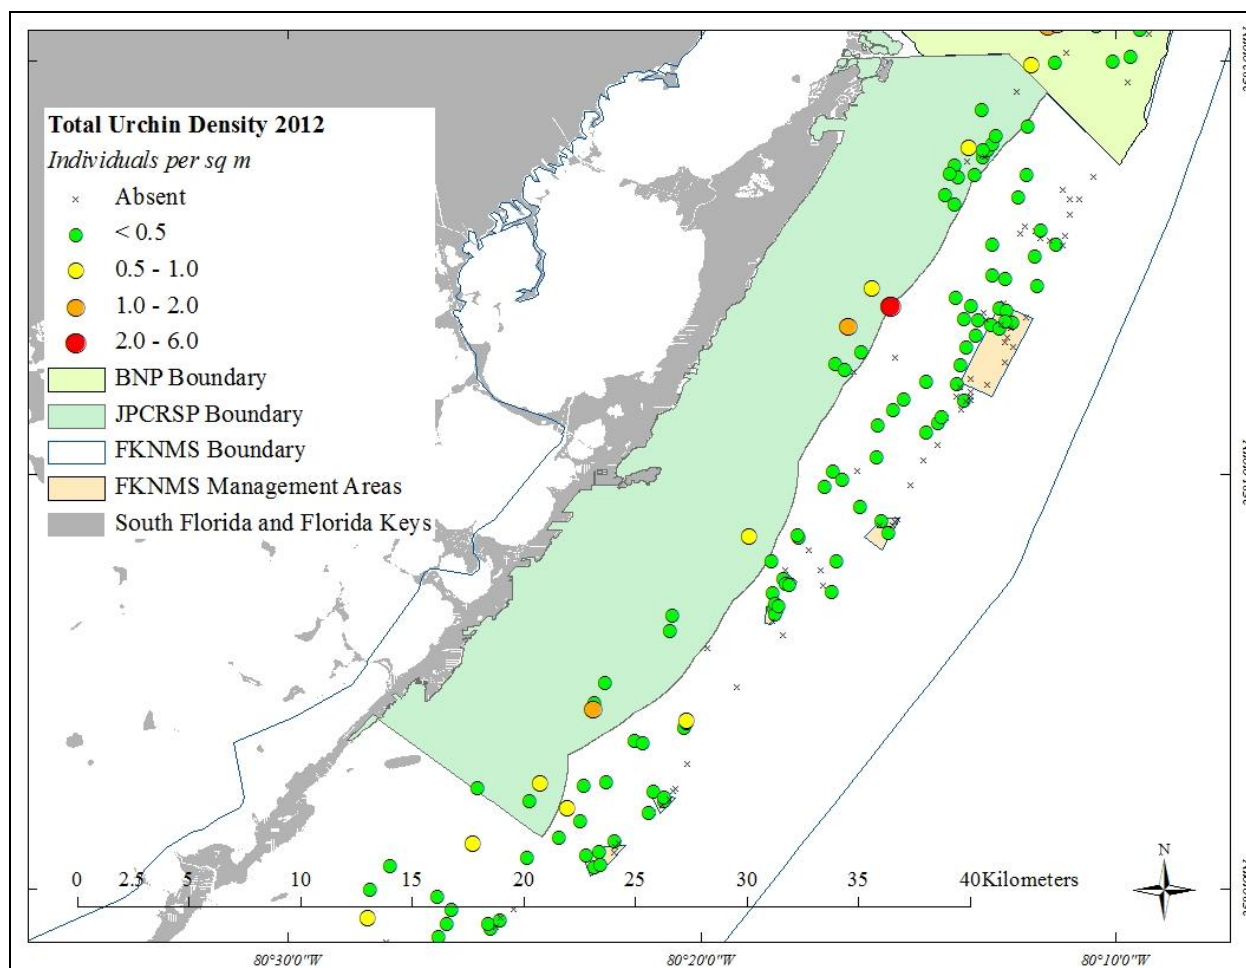 Total Urchin Density 2012
Individuals per sq m
Absent
< 0.5
0.5 - 1.0
1.0 - 2.0
2.0 - 6.0
BNP Boundary
JPCRSP Boundary
FKNMS Boundary
FKNMS Management Areas
South Florida and Florida Keys
0 2.5 5 10 15 20 25 30 35 40 Kilometers
N
80°30'0"W 80°20'0"W 80°10'0"W